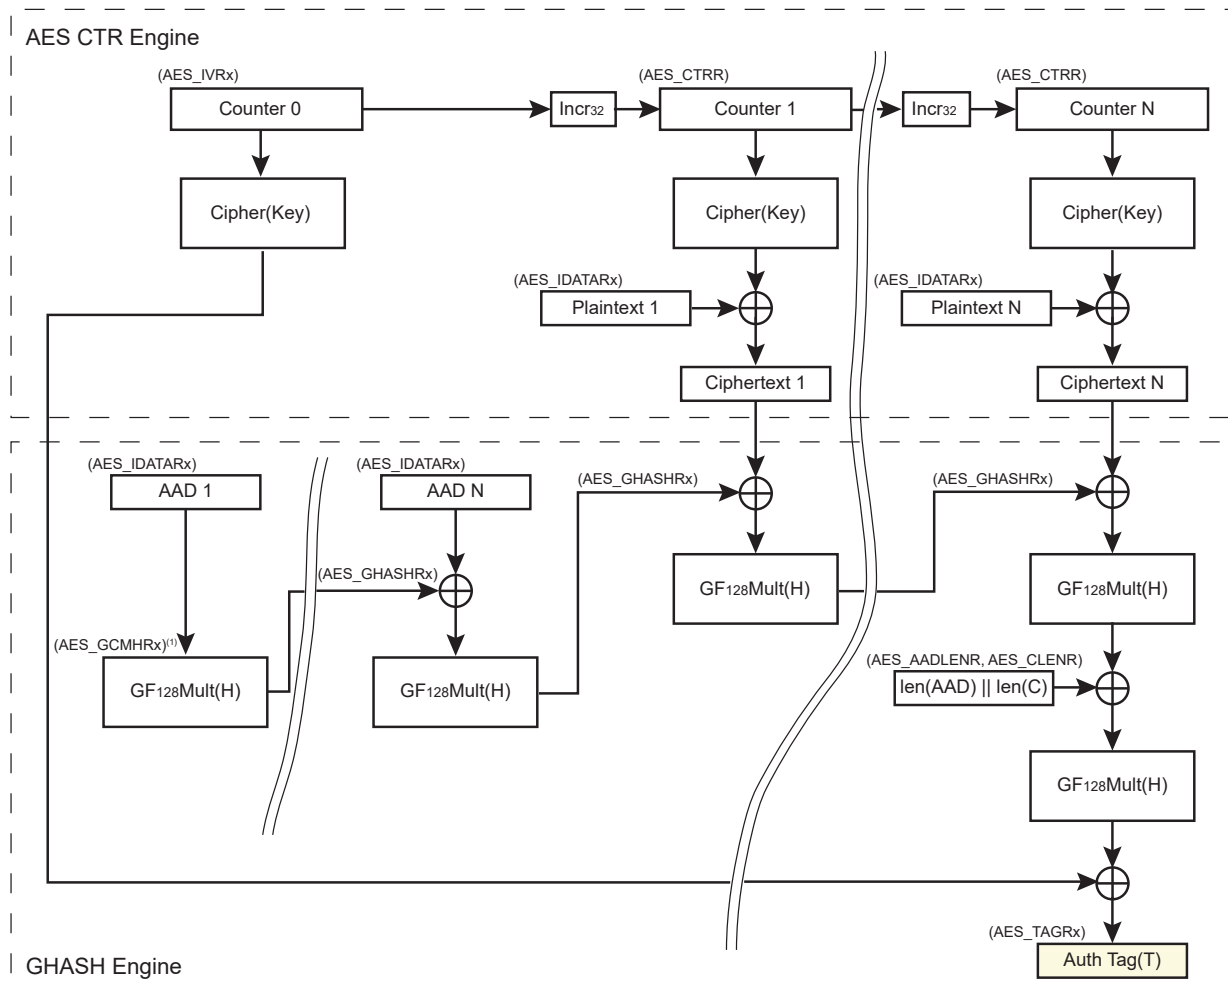 AES CTR Engine
(AES_IVRx)
Counter 0
Incr32
(AES_CTRR)
Counter 1
Incr32
(AES_CTRR)
Counter N
Cipher(Key)
Cipher(Key)
Cipher(Key)
(AES_IDATARx)
Plaintext 1
(AES_IDATARx)
Plaintext N
Ciphertext 1
Ciphertext N
(AES_IDATARx)
AAD 1
(AES_IDATARx)
AAD N
(AES_GHASHRx)
(AES_GHASHRx)
(AES_GHASHRx)
GF128Mult(H)
GF128Mult(H)
(AES_GCMHRx)(1)
GF128Mult(H)
GF128Mult(H)
(AES_AADLENR, AES_CLENR)
len(AAD) || len(C)
GF128Mult(H)
(AES_TAGRx)
Auth Tag(T)
GHASH Engine